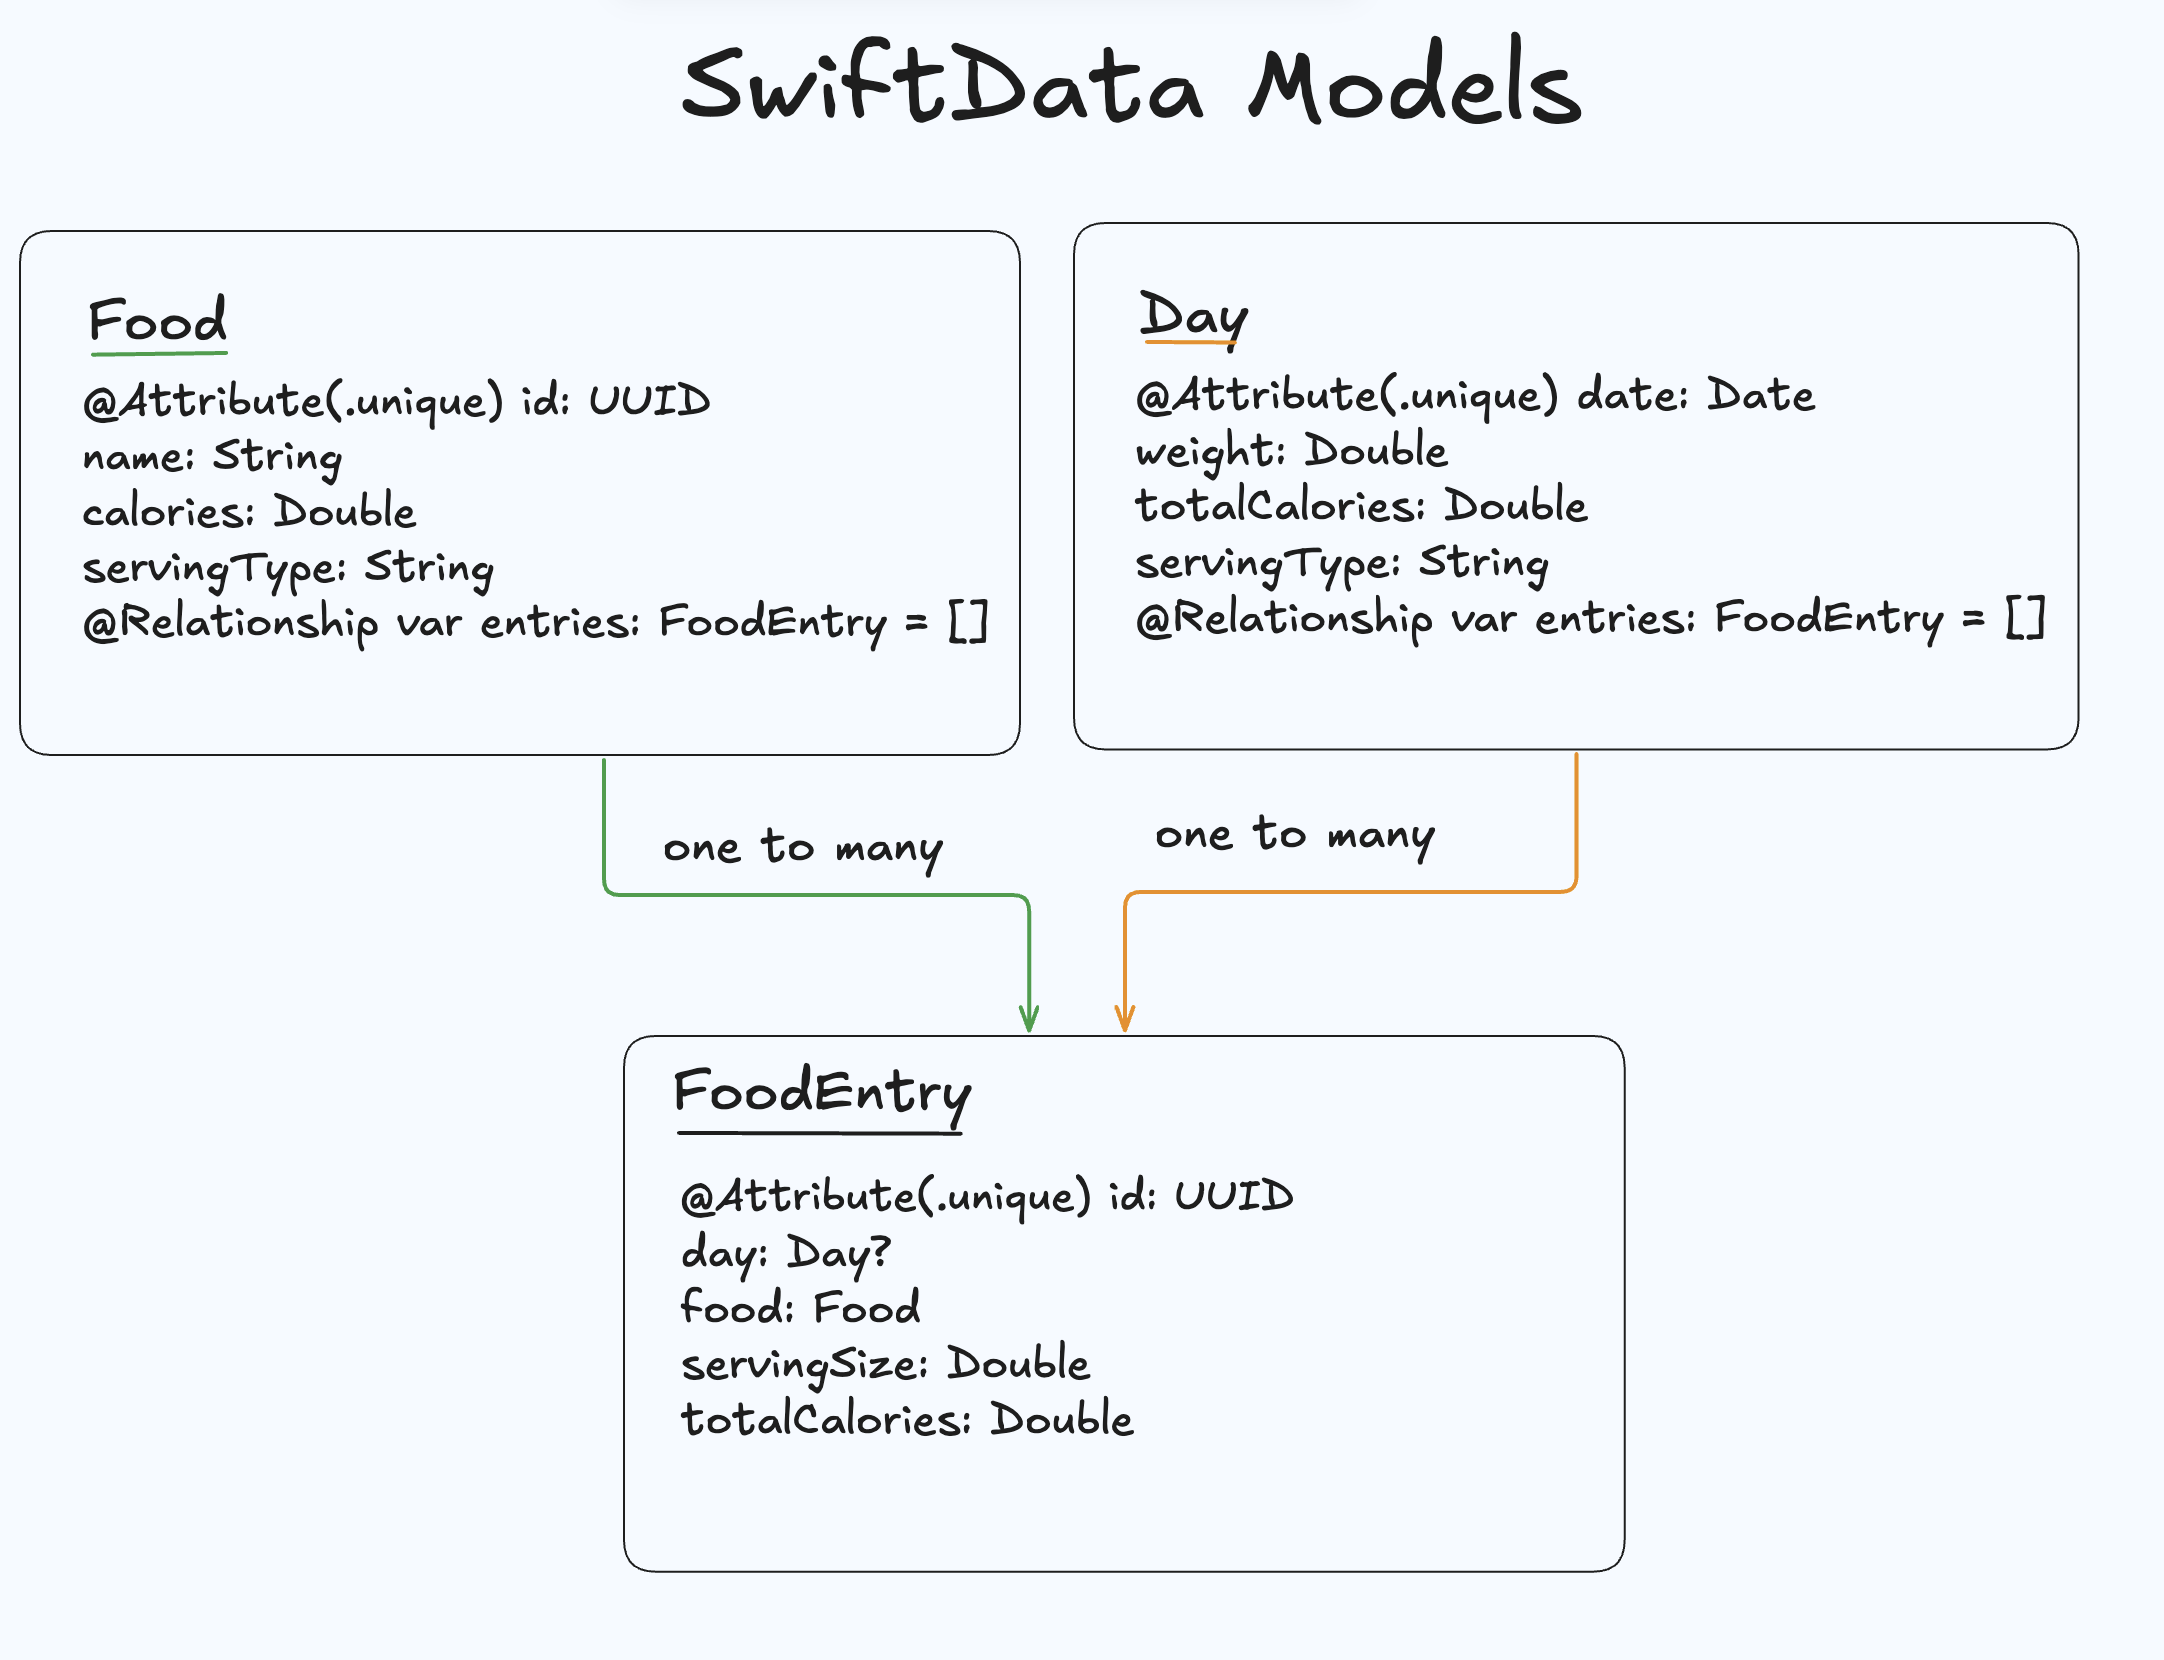 SwiftData Models
Food
@Attribute(.unique) id: UUID
name: String
calories: Double
servingType: String
@Relationship var entries: FoodEntry = []
Day
@Attribute(.unique) date: Date
weight: Double
totalCalories: Double
servingType: String
@Relationship var entries: FoodEntry = []
one to many
one to many
FoodEntry
@Attribute(.unique) id: UUID
day: Day?
food: Food
servingSize: Double
totalCalories: Double